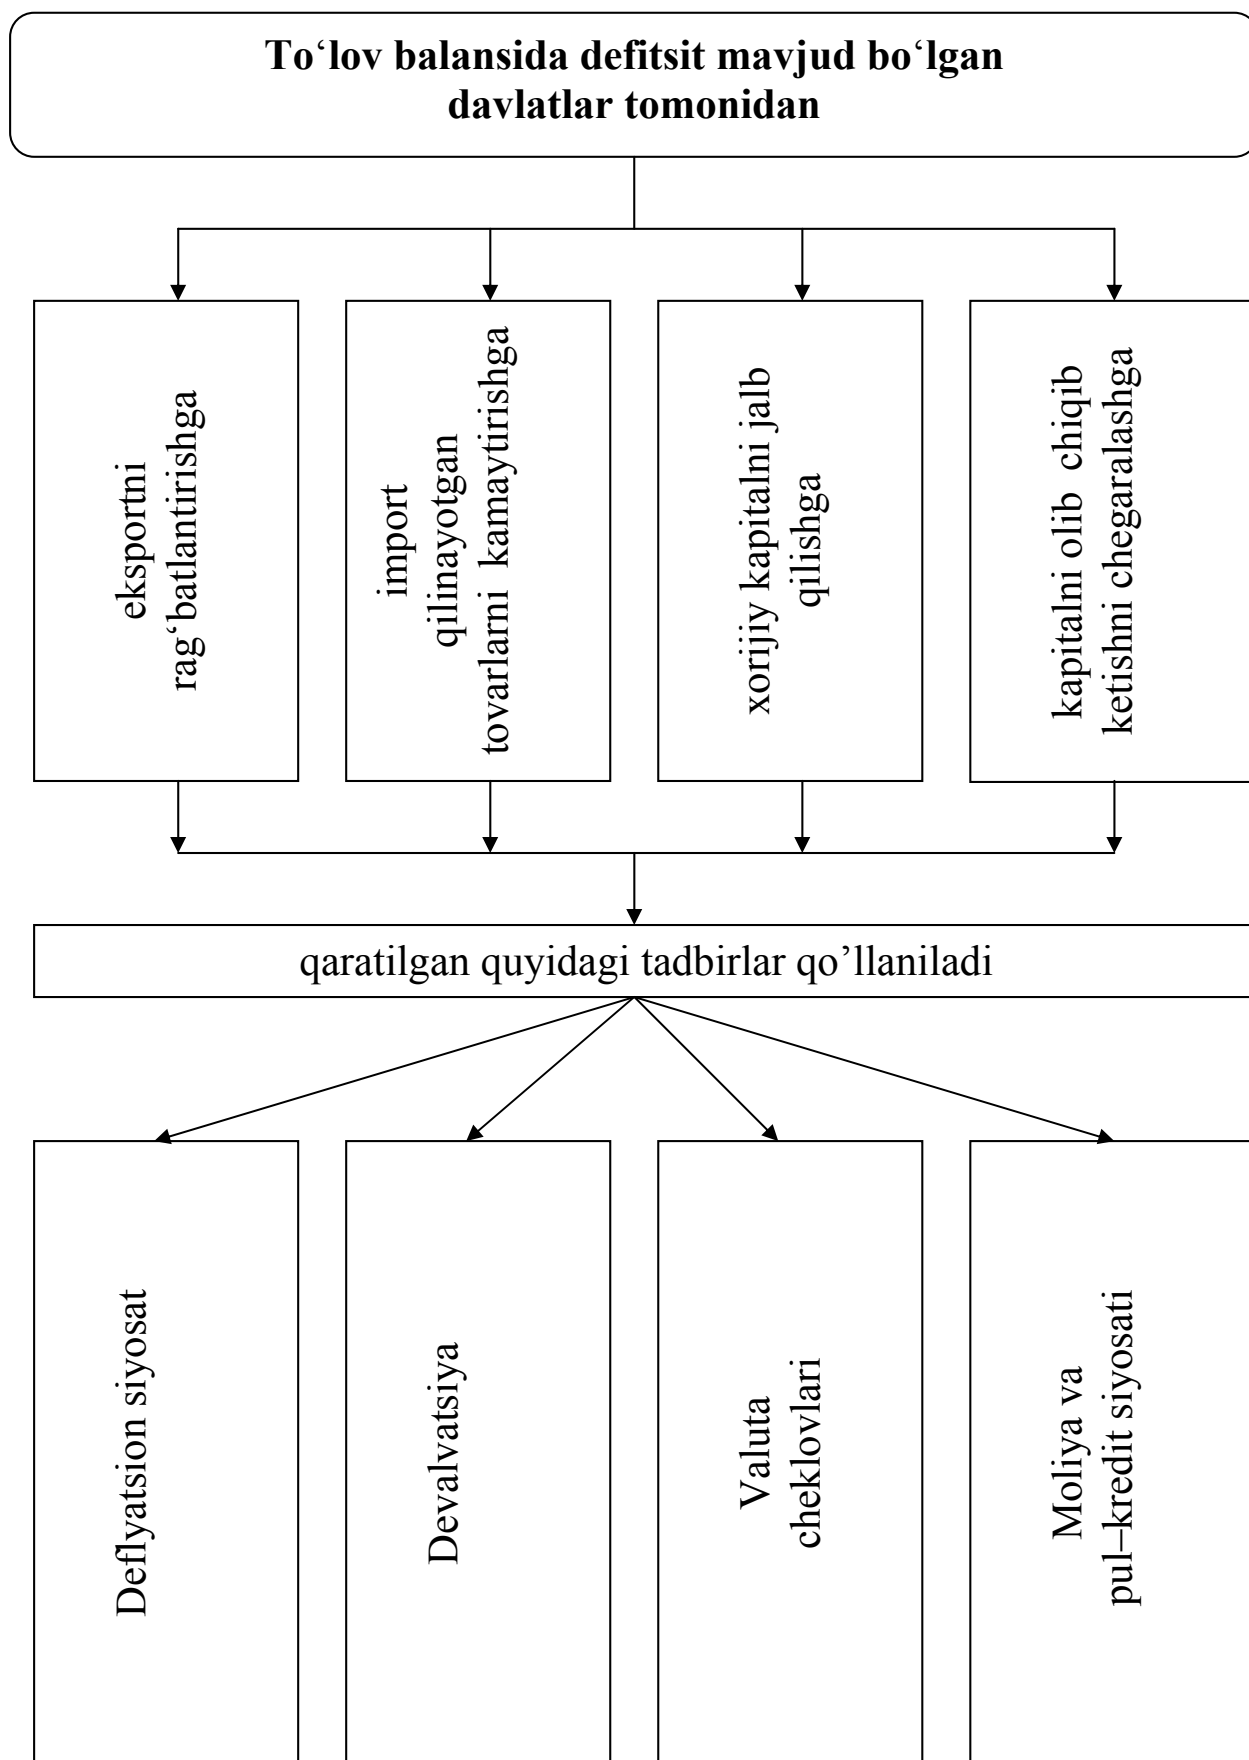 To‘lov balansida defitsit mavjud bo‘lgan
davlatlar tomonidan
eksportni
rag‘batlantirishga
import
qilinayotgan
tovarlarni kamaytirishga
xorijiy kapitalni jalb
qilishga
kapitalni olib chiqib
ketishni chegaralashga
qaratilgan quyidagi tadbirlar qo’llaniladi
Deflyatsion siyosat
Devalvatsiya
Valuta
cheklovlari
Moliya va
pul–kredit siyosati